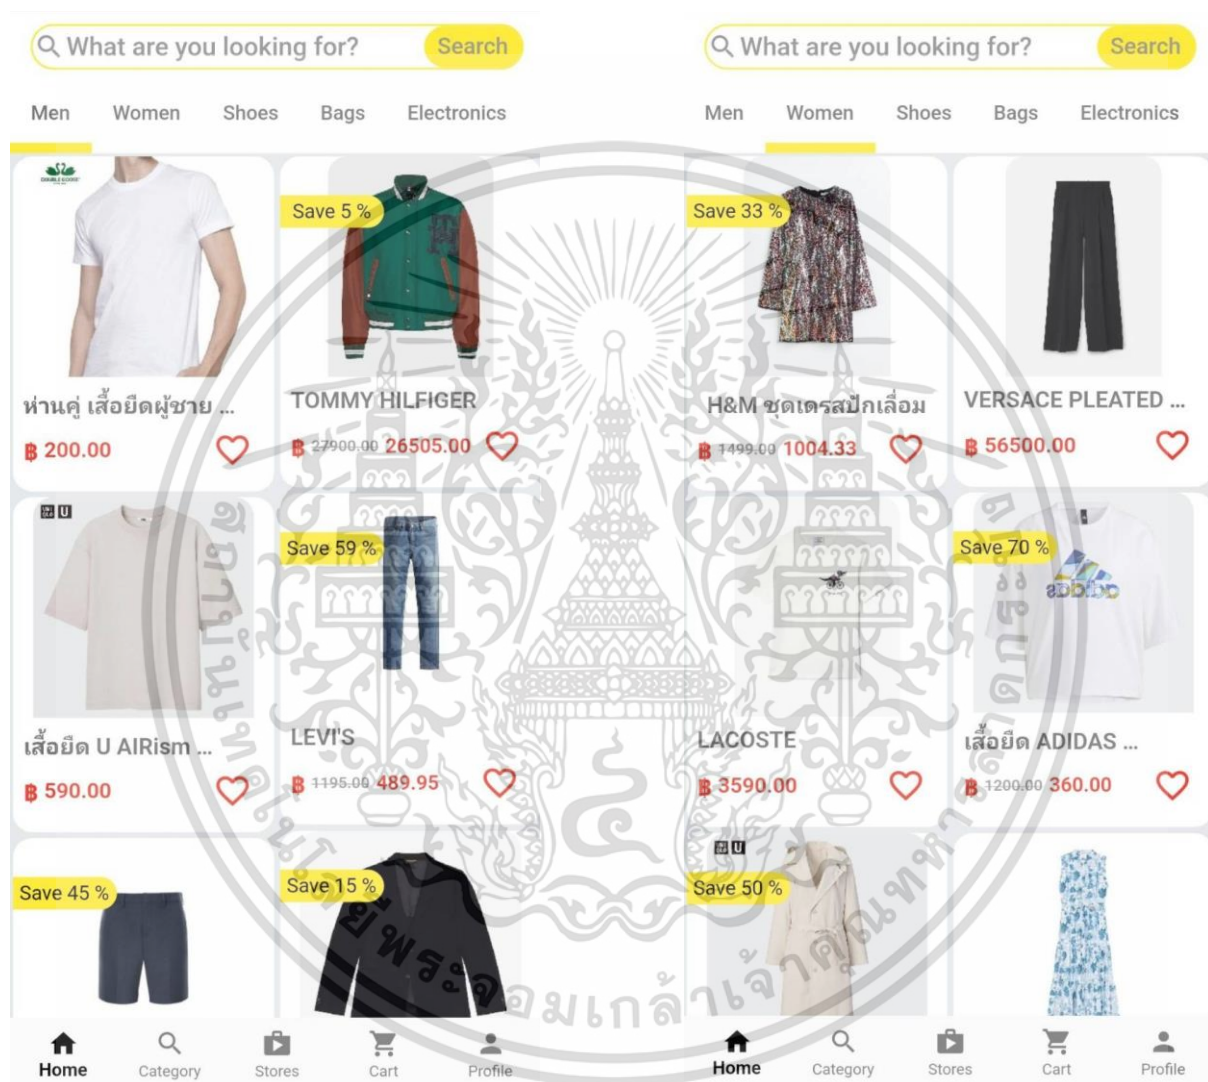 What are you looking for?
Search
Men
Women
Shoes
Bags
Electronics
ห่านคู่ เสื้อยืดผู้ชาย ...
฿ 200.00
Save 5 %
TOMMY HILFIGER
฿ 27900.00 26505.00
เสื้อยืด U AIRism ...
฿ 590.00
Save 59 %
LEVI'S
฿ 1195.00 489.95
Save 45 %
Save 15 %
Home
Category
Stores
Cart
Profile
What are you looking for?
Search
Men
Women
Shoes
Bags
Electronics
Save 33 %
H&M ชุดเดรสปักเลื่อม
฿ 1499.00 1004.33
VERSACE PLEATED ...
฿ 56500.00
LACOSTE
฿ 3590.00
Save 70 %
adidas
เสื้อยืด ADIDAS ...
฿ 1200.00 360.00
U
Save 50 %
Home
Category
Stores
Cart
Profile